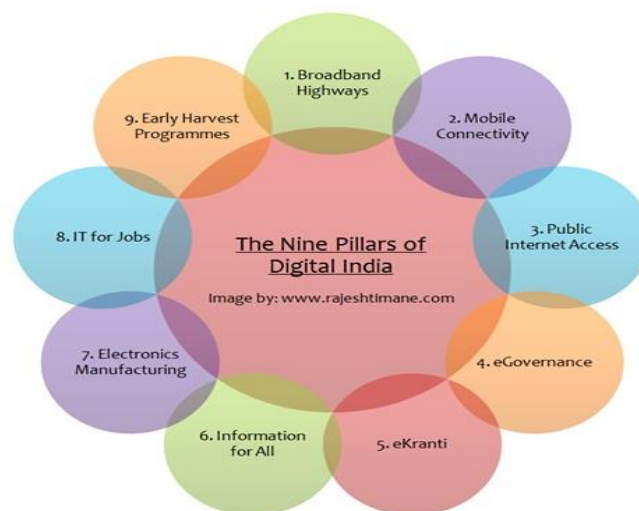 1. Broadband
Highways
2. Mobile
Connectivity
3. Public
Internet Access
4. eGovernance
5. eKranti
6. Information
for All
7. Electronics
Manufacturing
8. IT for Jobs
9. Early Harvest
Programmes
The Nine Pillars of
Digital India
Image by: www.rajeshtimane.com